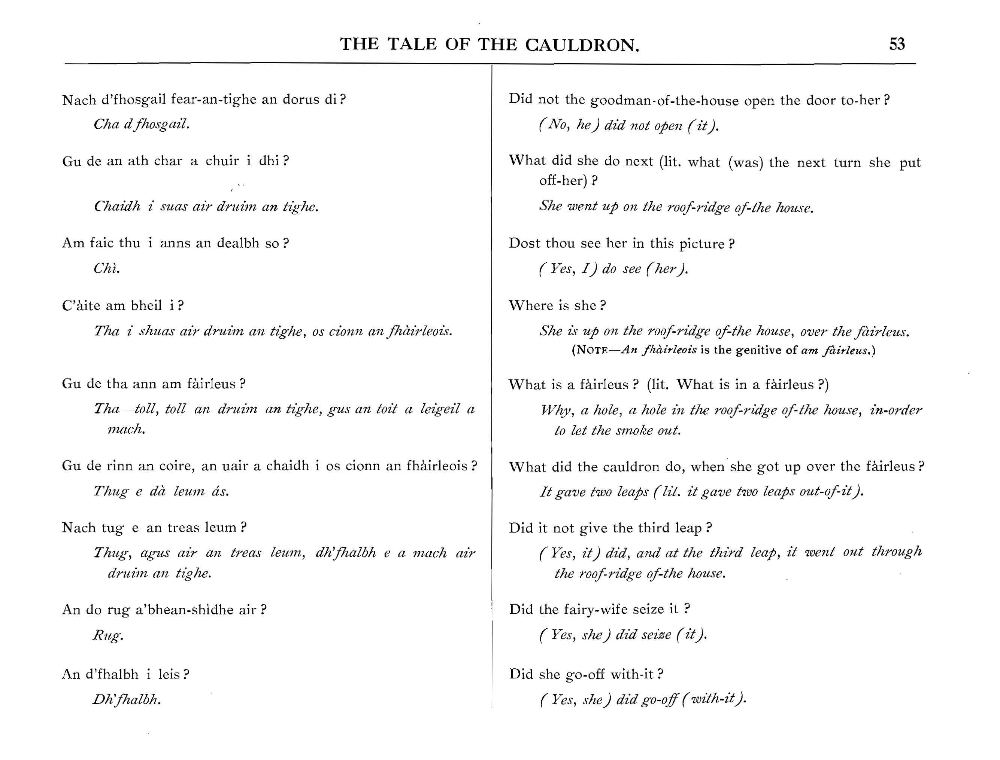 THE TALE OF THE CAULDRON. 53
Nach d'fhosgail fear-an-tighe an dorus di?
Cha d fhosgail.
Gu de an ath char a chuir i dhi?
Chaidh i suas air druim an tighe.
Am faic thu i anns an dealbh so?
Chì.
C'àite am bheil i?
Tha i shuas air druim an tighe, os cionn an fhàirleois.
Gu de tha ann am fàirleus?
Tha—toll, toll an druim an tighe, gus an toit a leigeil a
mach.
Gu de rinn an coire, an uair a chaidh i os cionn an fhàirleois?
Thug e dà leum ás.
Nach tug e an treas leum?
Thug, agus air an treas leum, dh'fhalbh e a mach air
druim an tighe.
An do rug a'bhean-shìdhe air?
Rug.
An d'fhalbh i leis?
Dh'fhalbh.
Did not the goodman-of-the-house open the door to-her?
(No, he) did not open (it).
What did she do next (lit. what (was) the next turn she put
off-her)?
She went up on the roof-ridge of-the house.
Dost thou see her in this picture?
(Yes, I) do see (her).
Where is she?
She is up on the roof-ridge of-the house, over the fàirleus.
(NOTE—An fhàirleois is the genitive of am fàirleus.)
What is a fàirleus? (lit. What is in a fàirleus?)
Why, a hole, a hole in the roof-ridge of-the house, in-order
to let the smoke out.
What did the cauldron do, when she got up over the fàirleus?
It gave two leaps (lit. it gave two leaps out-of-it).
Did it not give the third leap?
(Yes, it) did, and at the third leap, it went out through
the roof-ridge of-the house.
Did the fairy-wife seize it?
(Yes, she) did seize (it).
Did she go-off with-it?
(Yes, she) did go-off (with-it).